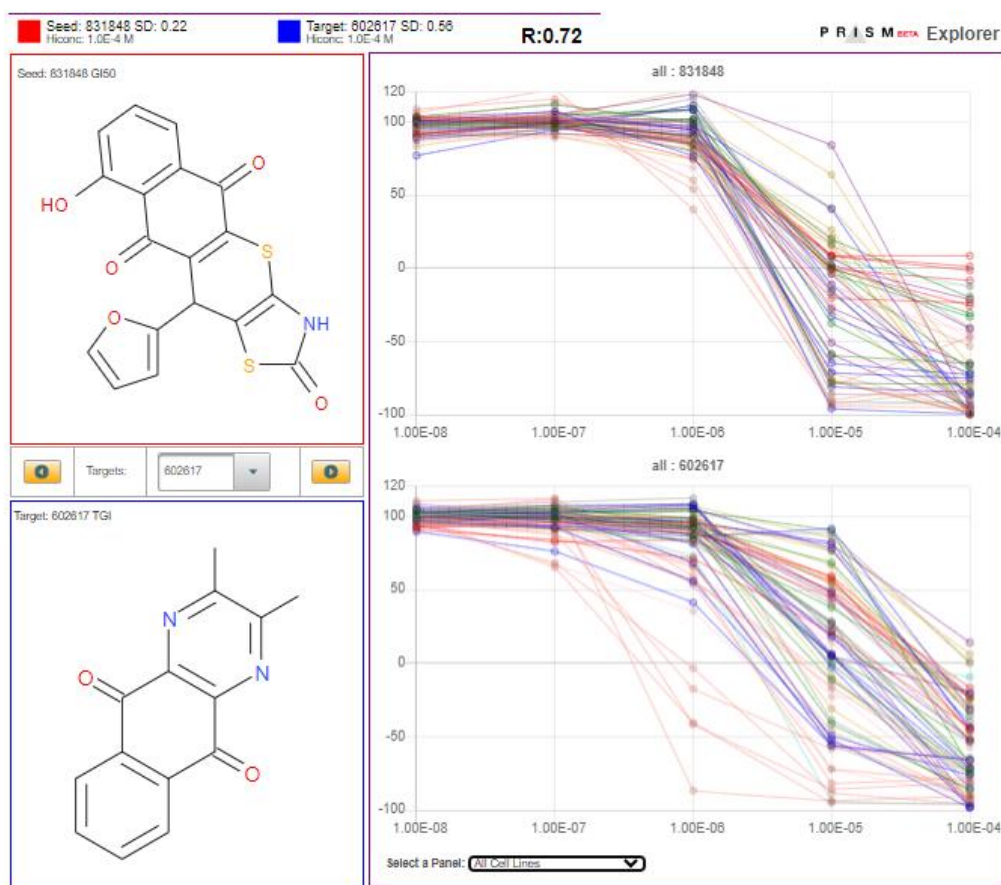 Seed: 831848 SD: 0.22
Hiconc: 1.0E-4 M
Target: 602617 SD: 0.56
Hiconc: 1.0E-4 M
R:0.72
PRISM BETA Explorer
Seed: 831848 GI50
O
HO
O
S
O
NH
S
O
Targets:
602617
Target: 602617 TGI
N
O
N
O
all : 831848
120
100
50
0
-50
-100
1.00E-08
1.00E-07
1.00E-06
1.00E-05
1.00E-04
all : 602617
120
100
50
0
-50
-100
1.00E-08
1.00E-07
1.00E-06
1.00E-05
1.00E-04
Select a Panel: All Cell Lines